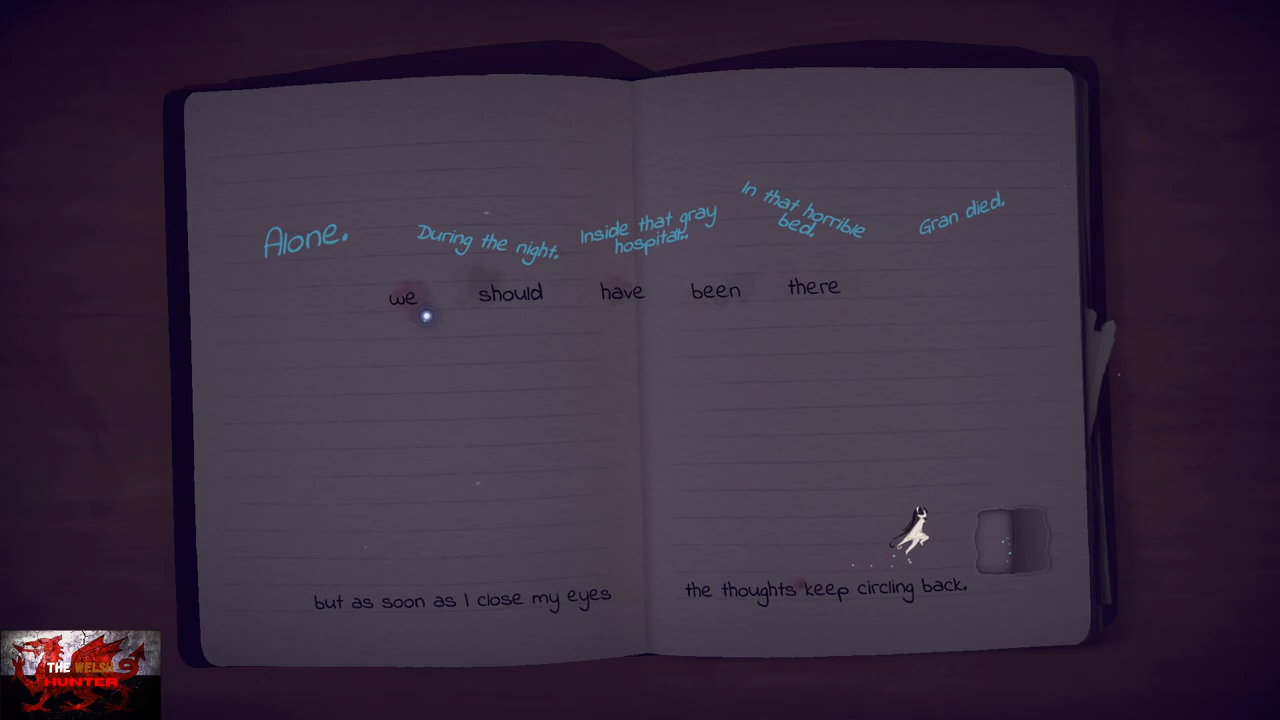 Alone.
During the night.
Inside that gray
hospital..
In that horrible
bed.
Gran died.
we should have been there
but as soon as I close my eyes
the thoughts keep circling back.
THE WELSH
HUNTER